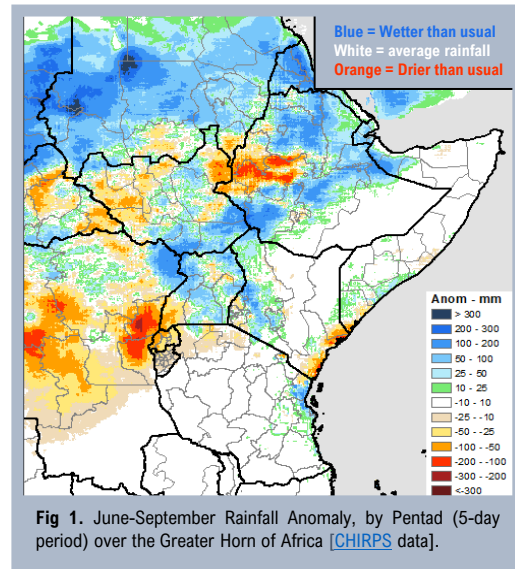 Blue = Wetter than usual
White = average rainfall
Orange = Drier than usual
Anom - mm
> 300
200 - 300
100 - 200
50 - 100
25 - 50
10 - 25
-10 - 10
-25 - -10
-50 - -25
-100 - -50
-200 - -100
-300 - -200
<-300
Fig 1. June-September Rainfall Anomaly, by Pentad (5-day
period) over the Greater Horn of Africa [CHIRPS
data].